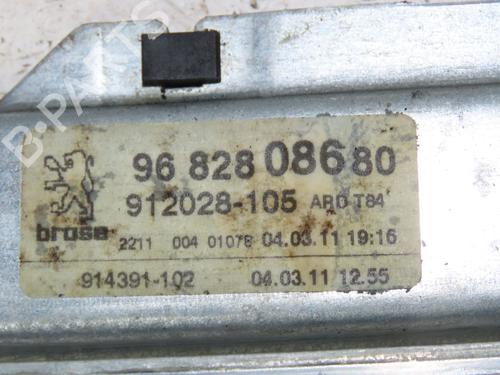 B-PARTS
96 828 086 80
912028-105 ARD T84
brose
2211 004 01078 04.03.11 19:16
914391-102 04.03.11 12.55